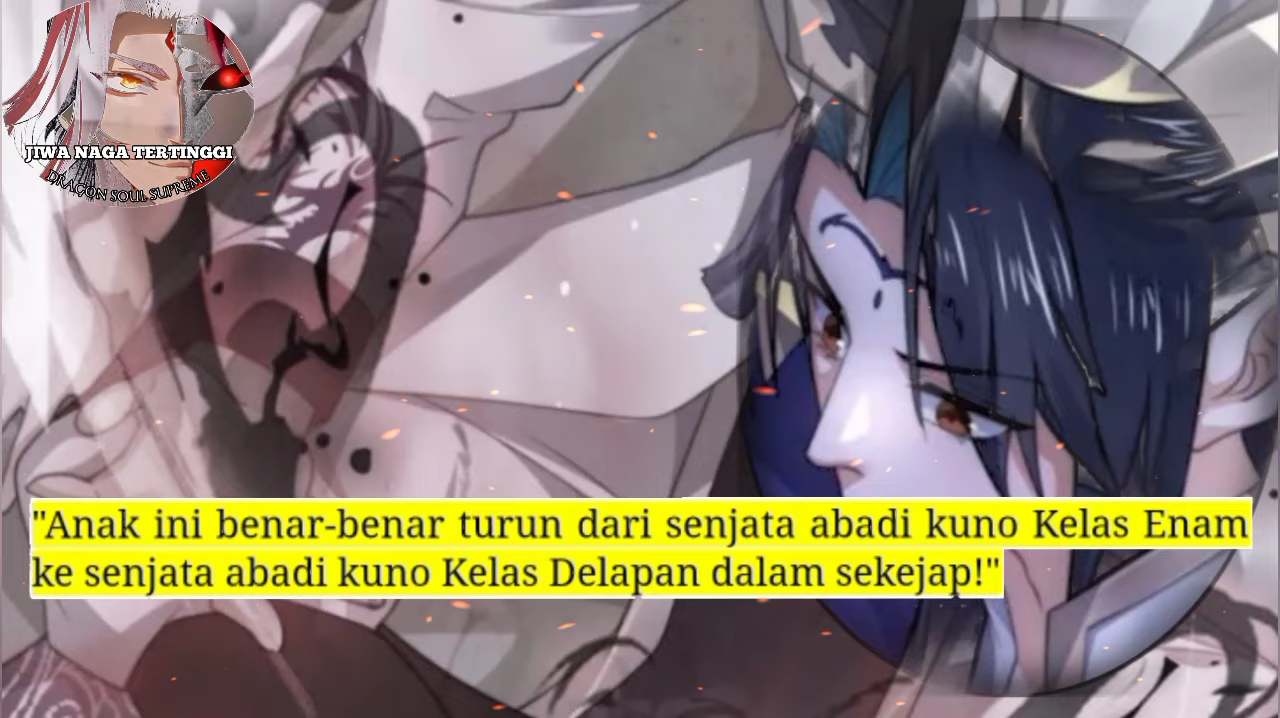 JIWA NAGA TERTINGGI
DRAGON SOUL SUPREME
"Anak ini benar-benar turun dari senjata abadi kuno Kelas Enam
ke senjata abadi kuno Kelas Delapan dalam sekejap!"